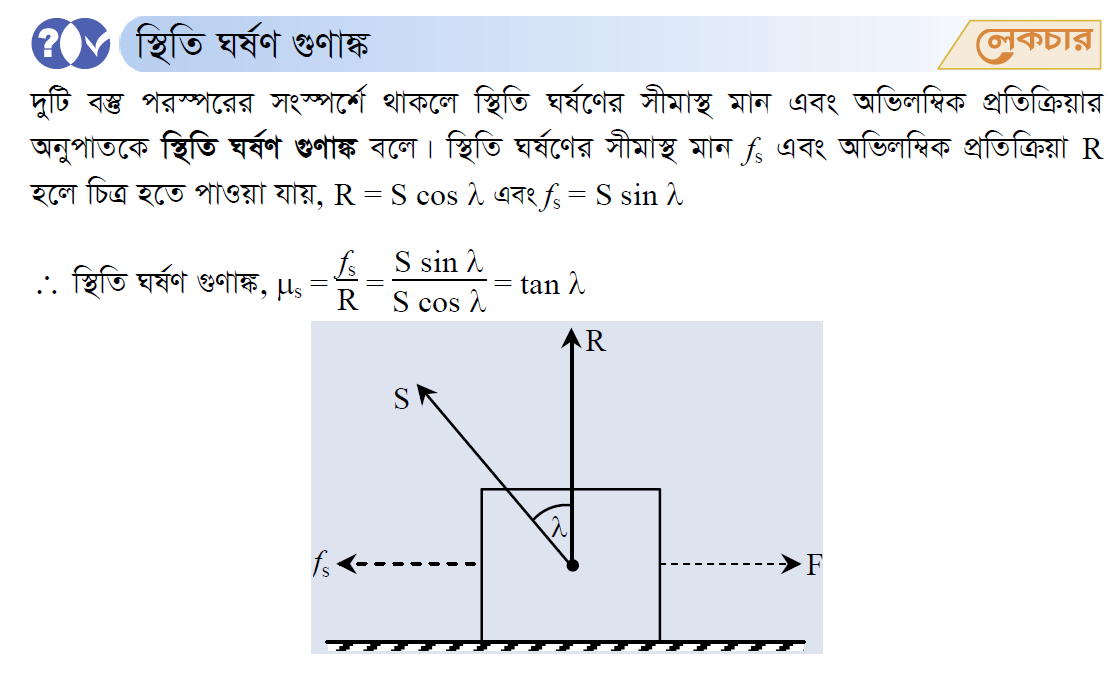 স্থিতি ঘর্ষণ গুণাঙ্ক
লেকচার
দুটি বস্তু পরস্পরের সংস্পর্শে থাকলে স্থিতি ঘর্ষণের সীমাস্থ মান এবং অভিলম্বিক প্রতিক্রিয়ার
অনুপাতকে স্থিতি ঘর্ষণ গুণাঙ্ক বলে। স্থিতি ঘর্ষণের সীমাস্থ মান fₛ এবং অভিলম্বিক প্রতিক্রিয়া R
হলে চিত্র হতে পাওয়া যায়, R = S cos λ এবং fₛ = S sin λ
∴ স্থিতি ঘর্ষণ গুণাঙ্ক, μₛ = fₛ/R = S sin λ/S cos λ = tan λ
R
S
λ
fₛ
F